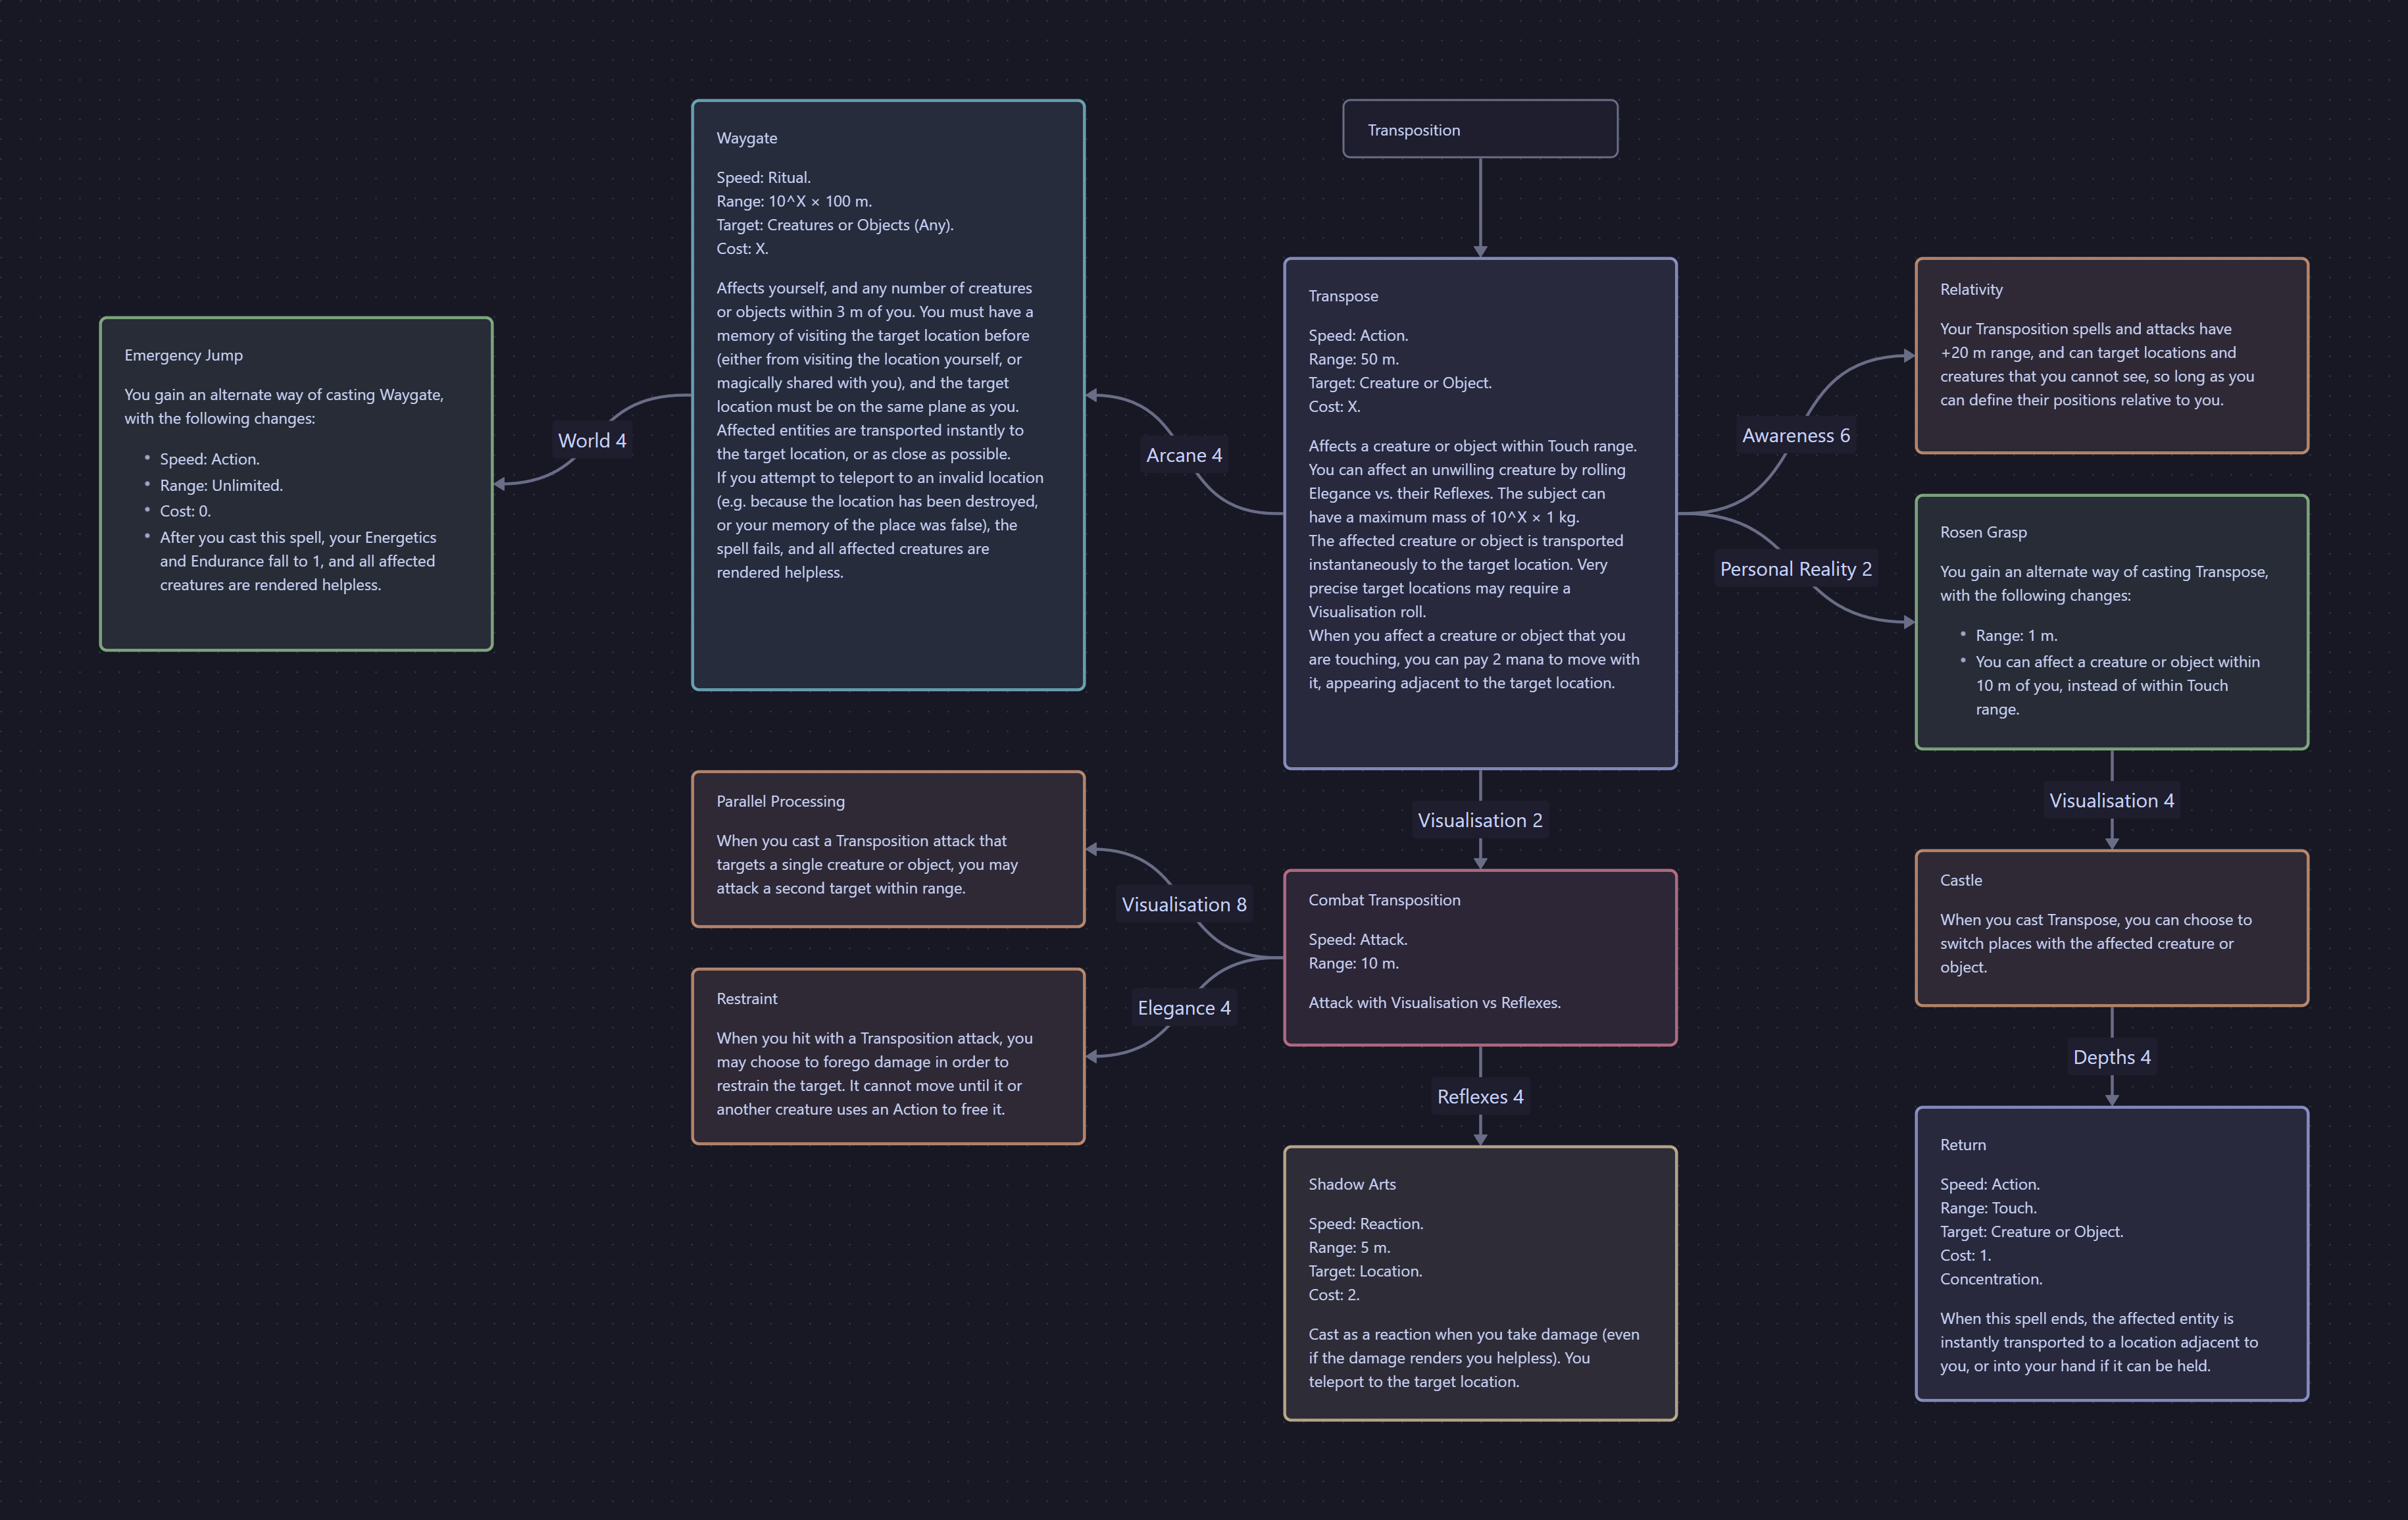 Transposition
Waygate
Speed: Ritual.
Range: 10^X × 100 m.
Target: Creatures or Objects (Any).
Cost: X.
Affects yourself, and any number of creatures
or objects within 3 m of you. You must have a
memory of visiting the target location before
(either from visiting the location yourself, or
magically shared with you), and the target
location must be on the same plane as you.
Affected entities are transported instantly to
the target location, or as close as possible.
If you attempt to teleport to an invalid location
(e.g. because the location has been destroyed,
or your memory of the place was false), the
spell fails, and all affected creatures are
rendered helpless.
Transpose
Speed: Action.
Range: 50 m.
Target: Creature or Object.
Cost: X.
Affects a creature or object within Touch range.
You can affect an unwilling creature by rolling
Elegance vs. their Reflexes. The subject can
have a maximum mass of 10^X × 1 kg.
The affected creature or object is transported
instantaneously to the target location. Very
precise target locations may require a
Visualisation roll.
When you affect a creature or object that you
are touching, you can pay 2 mana to move with
it, appearing adjacent to the target location.
Relativity
Your Transposition spells and attacks have
+20 m range, and can target locations and
creatures that you cannot see, so long as you
can define their positions relative to you.
Emergency Jump
You gain an alternate way of casting Waygate,
with the following changes:
• Speed: Action.
• Range: Unlimited.
• Cost: 0.
• After you cast this spell, your Energetics
and Endurance fall to 1, and all affected
creatures are rendered helpless.
World 4
Arcane 4
Awareness 6
Personal Reality 2
Rosen Grasp
You gain an alternate way of casting Transpose,
with the following changes:
• Range: 1 m.
• You can affect a creature or object within
10 m of you, instead of within Touch
range.
Visualisation 4
Visualisation 2
Parallel Processing
When you cast a Transposition attack that
targets a single creature or object, you may
attack a second target within range.
Visualisation 8
Combat Transposition
Speed: Attack.
Range: 10 m.
Attack with Visualisation vs Reflexes.
Castle
When you cast Transpose, you can choose to
switch places with the affected creature or
object.
Restraint
When you hit with a Transposition attack, you
may choose to forego damage in order to
restrain the target. It cannot move until it or
another creature uses an Action to free it.
Elegance 4
Depths 4
Reflexes 4
Shadow Arts
Speed: Reaction.
Range: 5 m.
Target: Location.
Cost: 2.
Cast as a reaction when you take damage (even
if the damage renders you helpless). You
teleport to the target location.
Return
Speed: Action.
Range: Touch.
Target: Creature or Object.
Cost: 1.
Concentration.
When this spell ends, the affected entity is
instantly transported to a location adjacent to
you, or into your hand if it can be held.